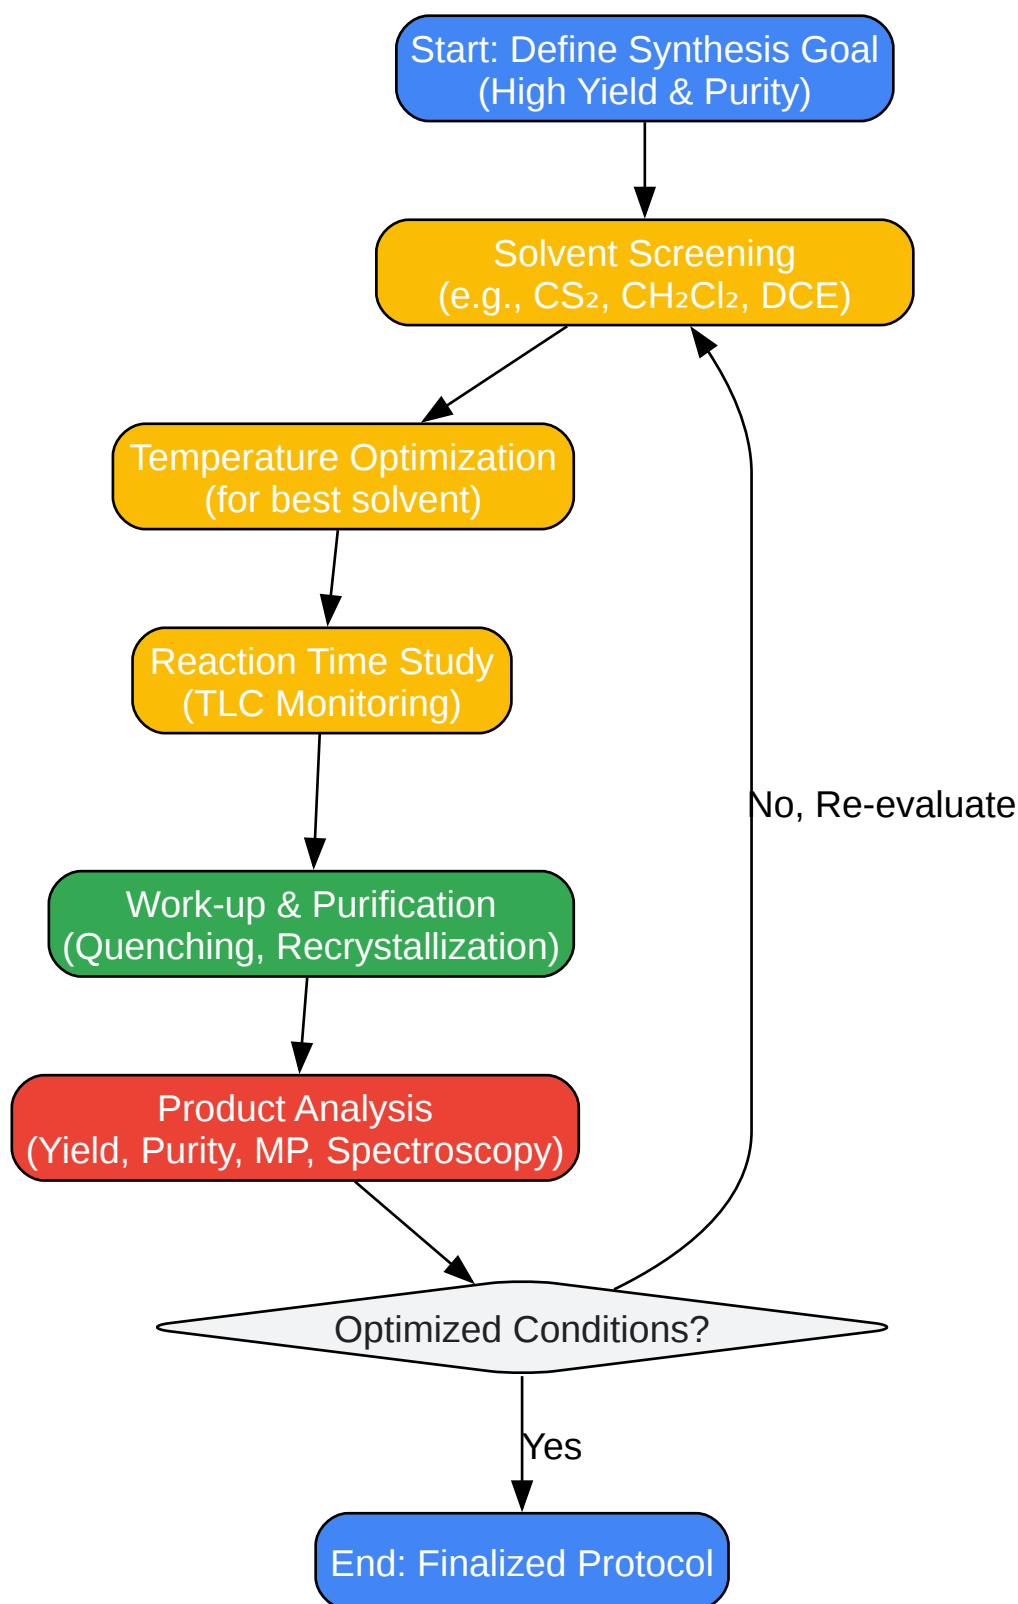 Start: Define Synthesis Goal
(High Yield & Purity)
Solvent Screening
(e.g., CS₂, CH₂Cl₂, DCE)
Temperature Optimization
(for best solvent)
Reaction Time Study
(TLC Monitoring)
No, Re-evaluate
Work-up & Purification
(Quenching, Recrystallization)
Product Analysis
(Yield, Purity, MP, Spectroscopy)
Optimized Conditions?
Yes
End: Finalized Protocol